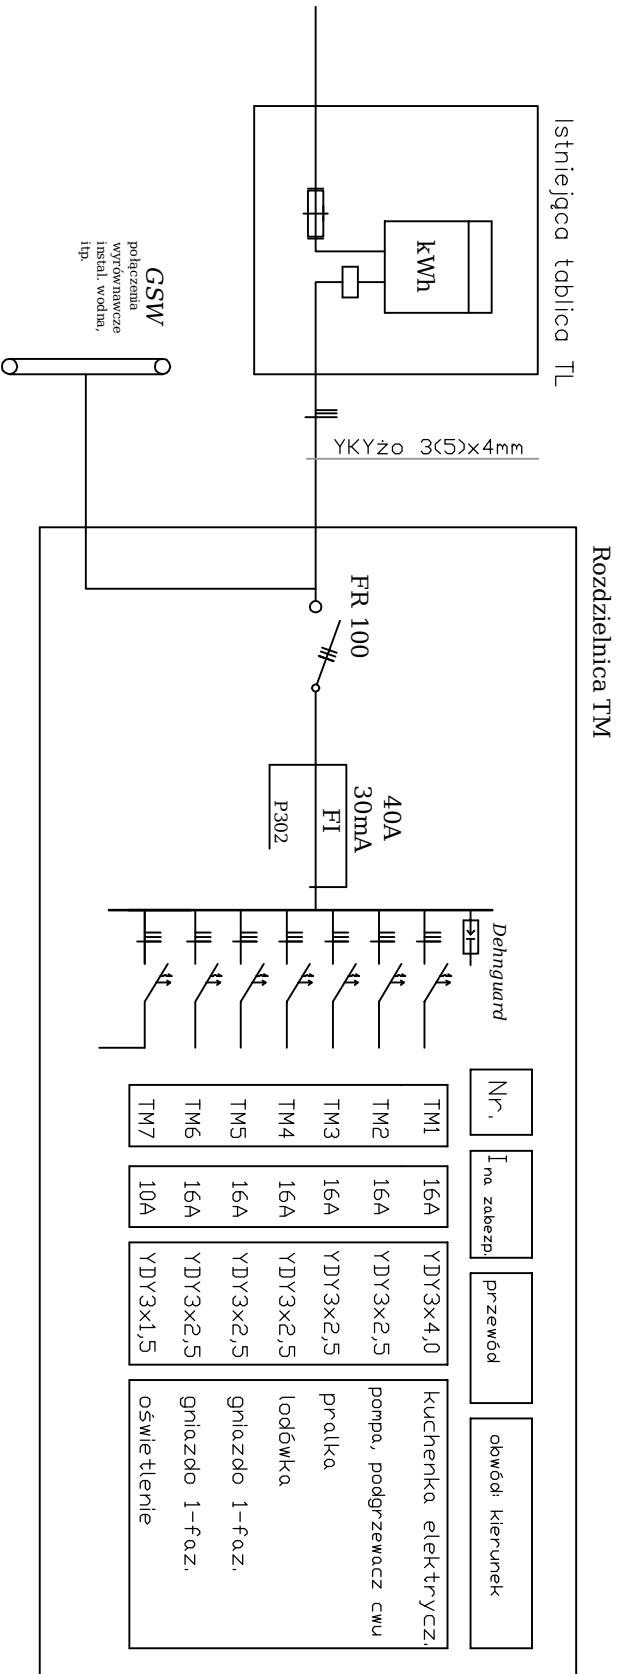 Istniejąca tablica TL
kWh
YKYżo 3(5)x4mm
GSW
połączenia
wyrównawcze
instal. wodna,
itp.
Rozdzielnica TM
FR 100
40A
30mA
FI
P302
Dehnguard
Nr. I na zabezp. przewód obwód: kierunek
TM1 16A YDY3x4,0 kuchenka elektrycz.
TM2 16A YDY3x2,5 pompa, podgrzewacz cwu
TM3 16A YDY3x2,5 pralka
TM4 16A YDY3x2,5 lodówka
TM5 16A YDY3x2,5 gniazdo 1-faz.
TM6 16A YDY3x2,5 gniazdo 1-faz.
TM7 10A YDY3x1,5 oświetlenie